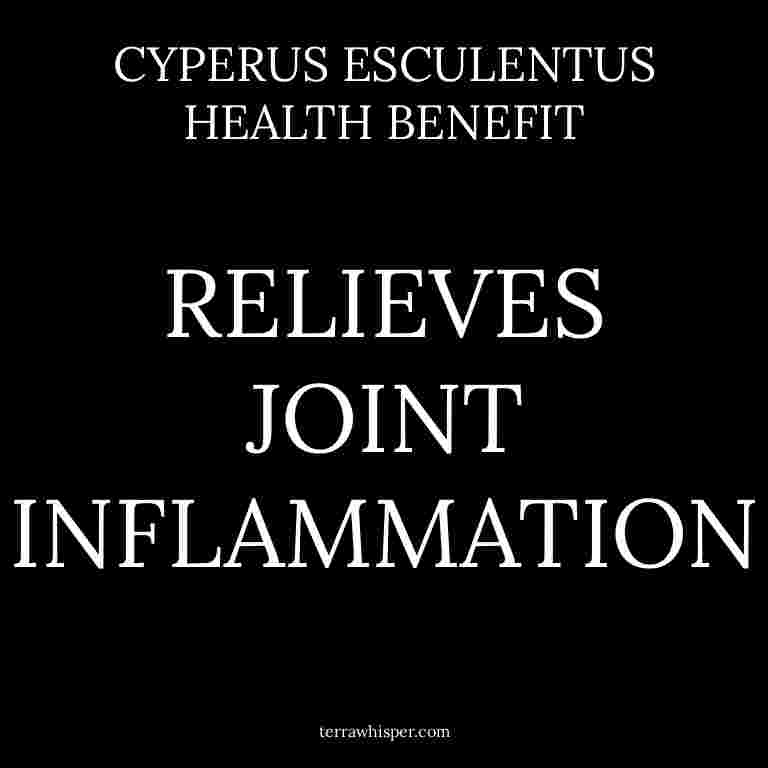 CYPERUS ESCULENTUS
HEALTH BENEFIT
RELIEVES
JOINT
INFLAMMATION
terrawhisper.com